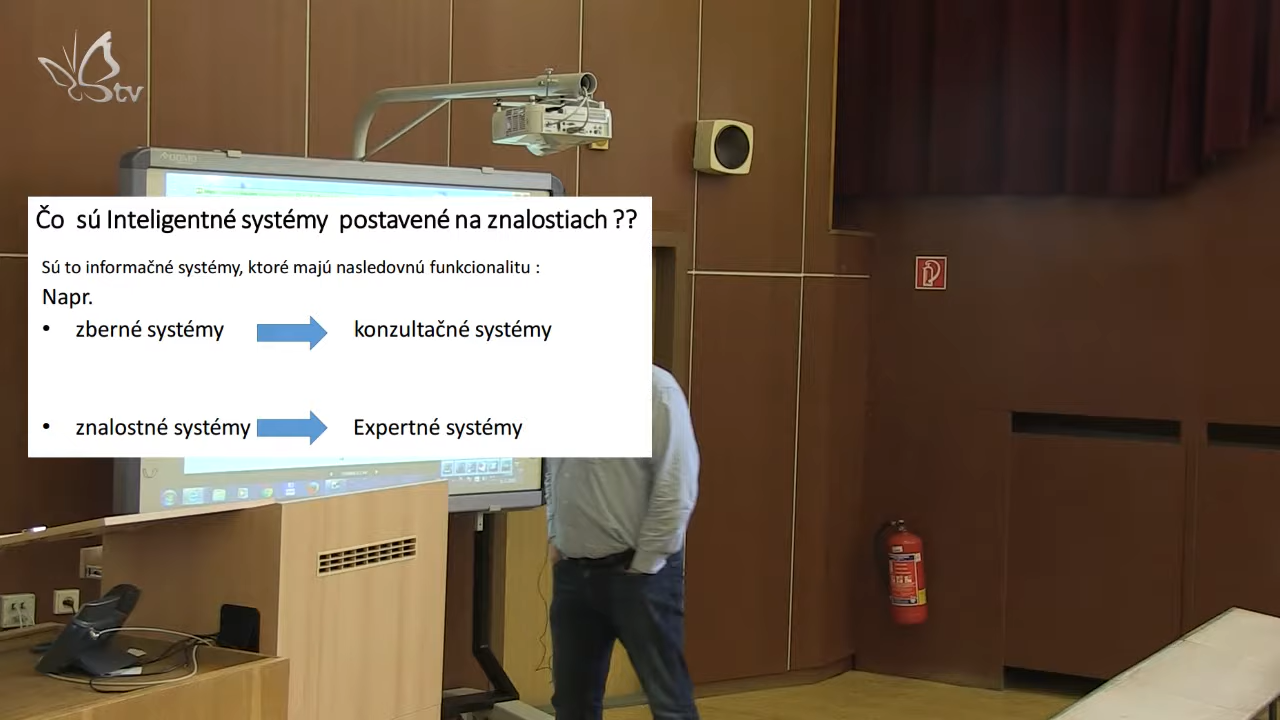 tv
Čo sú Inteligentné systémy postavené na znalostiach ??
Sú to informačné systémy, ktoré majú nasledovnú funkcionalitu :
Napr.
• zberné systémy
konzultačné systémy
• znalostné systémy
Expertné systémy